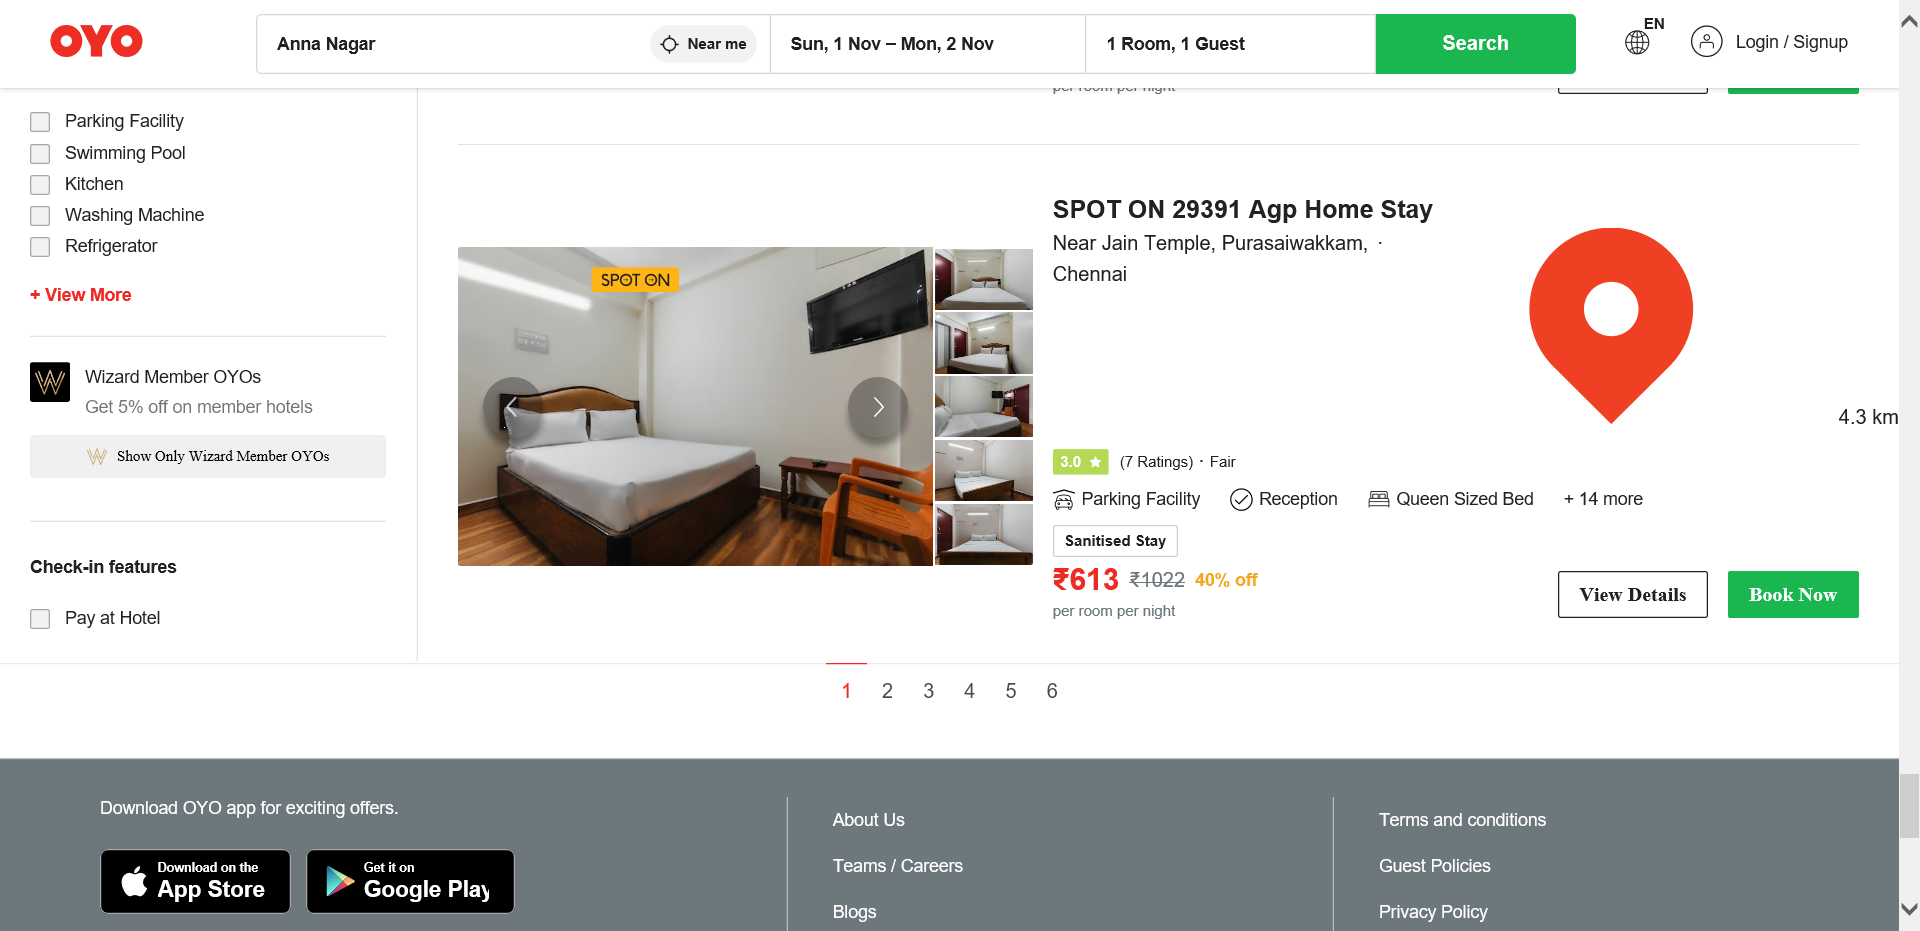 OYO
Anna Nagar
Near me
Sun, 1 Nov – Mon, 2 Nov
1 Room, 1 Guest
Search
EN
Login / Signup
per room per night
Parking Facility
Swimming Pool
Kitchen
Washing Machine
Refrigerator
+ View More
Wizard Member OYOs
Get 5% off on member hotels
W Show Only Wizard Member OYOs
Check-in features
Pay at Hotel
SPOT ON
SPOT ON 29391 Agp Home Stay
Near Jain Temple, Purasaiwakkam, ·
Chennai
4.3 km
3.0 ★ (7 Ratings) · Fair
Parking Facility
Reception
Queen Sized Bed
+ 14 more
Sanitised Stay
₹613 ₹1022 40% off
per room per night
View Details
Book Now
1 2 3 4 5 6
Download OYO app for exciting offers.
Download on the
App Store
Get it on
Google Play
About Us
Teams / Careers
Blogs
Terms and conditions
Guest Policies
Privacy Policy